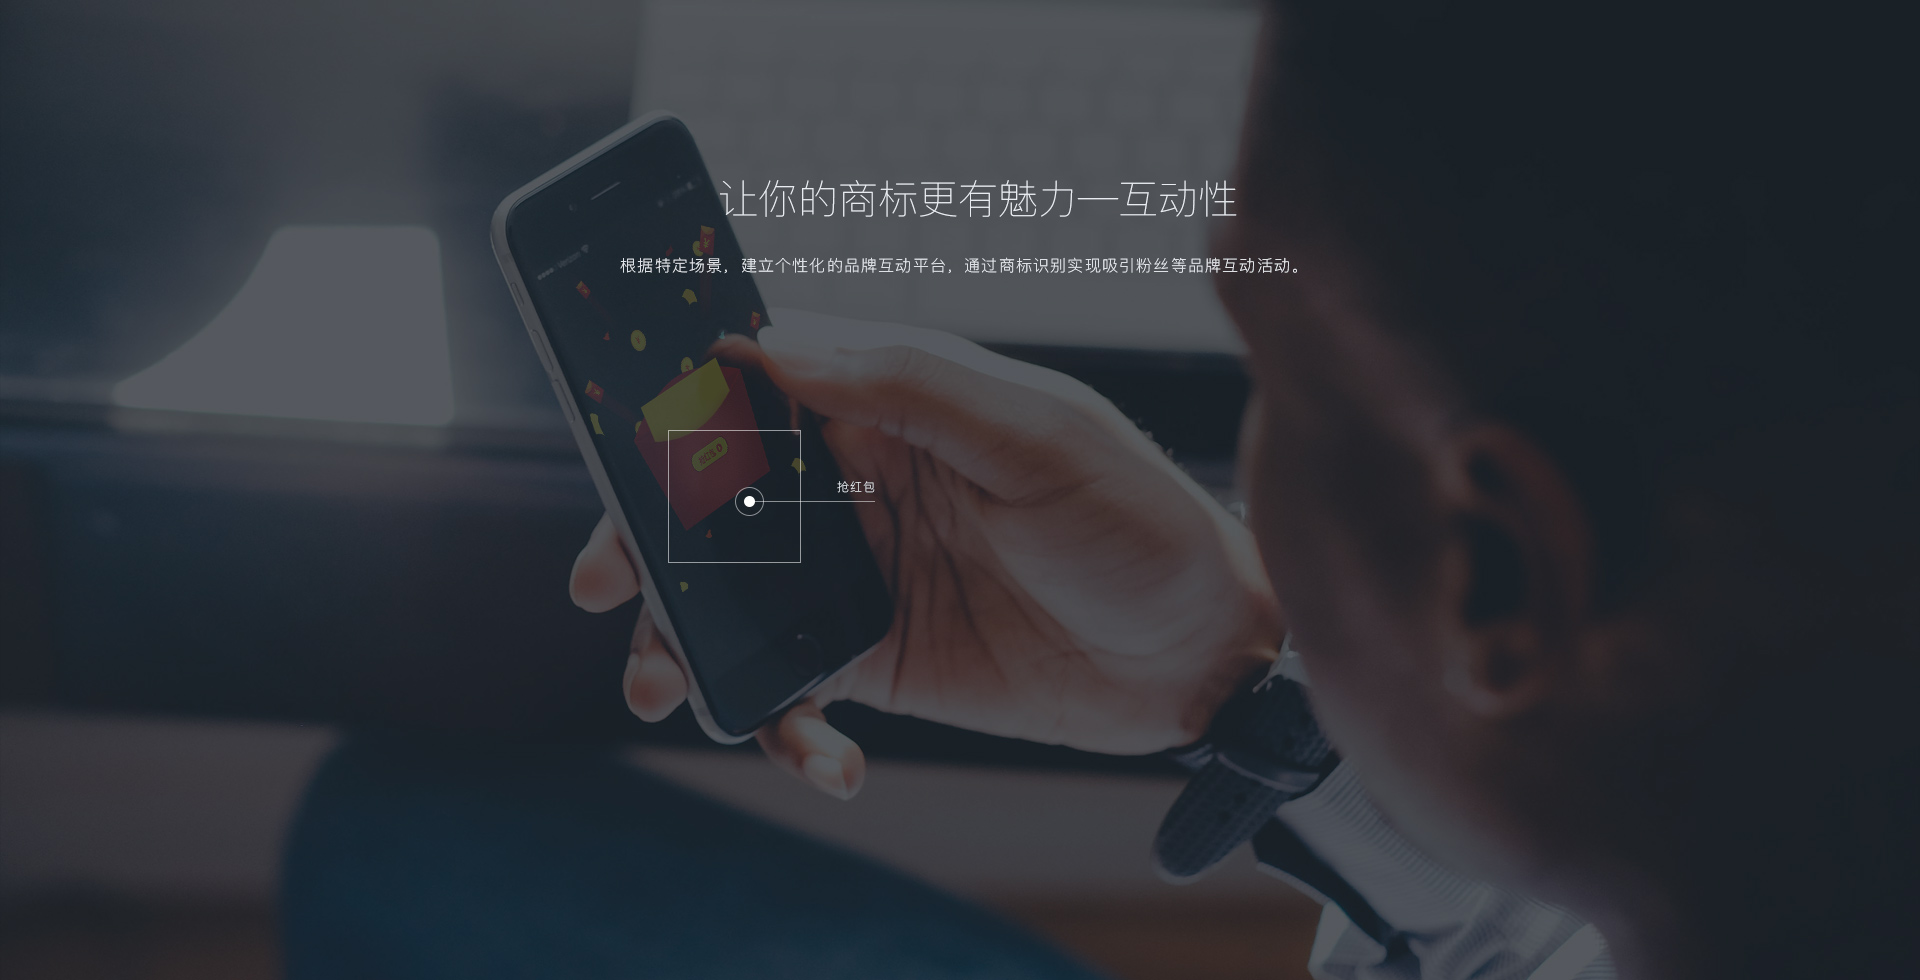 让你的商标更有魅力—互动性
根据特定场景，建立个性化的品牌互动平台，通过商标识别实现吸引粉丝等品牌互动活动。
抢红包